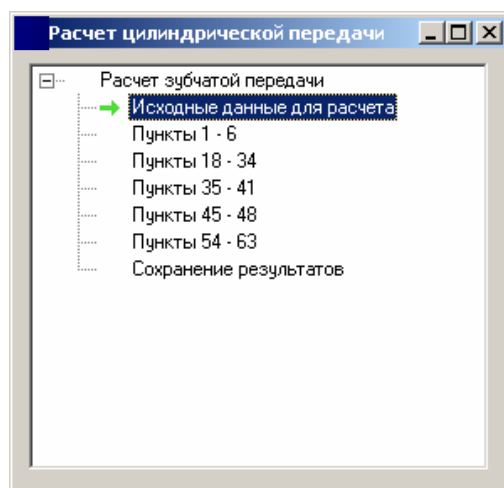 Расчет цилиндрической передачи
Расчет зубчатой передачи
Исходные данные для расчета
Пункты 1 - 6
Пункты 18 - 34
Пункты 35 - 41
Пункты 45 - 48
Пункты 54 - 63
Сохранение результатов